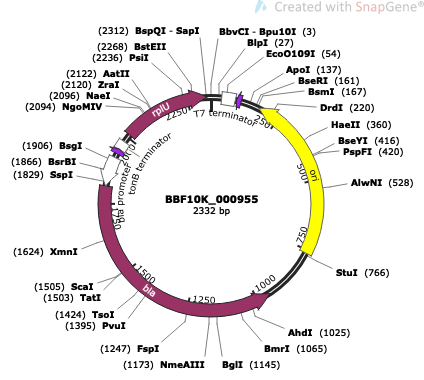 Created with SnapGene®
(2312) BspQI - SapI
BbvCI - Bpu10I (3)
(2268) BstEII
BlpI (27)
(2236) PsiI
EcoO109I (54)
(2122) AatII
ApoI (137)
(2120) ZraI
BseRI (161)
(2096) NaeI
BsmI (167)
(2094) NgoMIV
DrdI (220)
HaeII (360)
(1906) BsgI
BseYI (416)
(1866) BsrBI
PspFI (420)
(1829) SspI
AlwNI (528)
rplU
2250
T7 terminator
250
tonB terminator
bla promoter
2000
1750
ori
500
BBF10K_000955
2332 bp
750
(1624) XmnI
StuI (766)
1500
1000
bla
1250
(1505) ScaI
(1503) TatI
(1424) TsoI
AhdI (1025)
(1395) PvuI
BmrI (1065)
(1247) FspI
BglI (1145)
(1173) NmeAIII